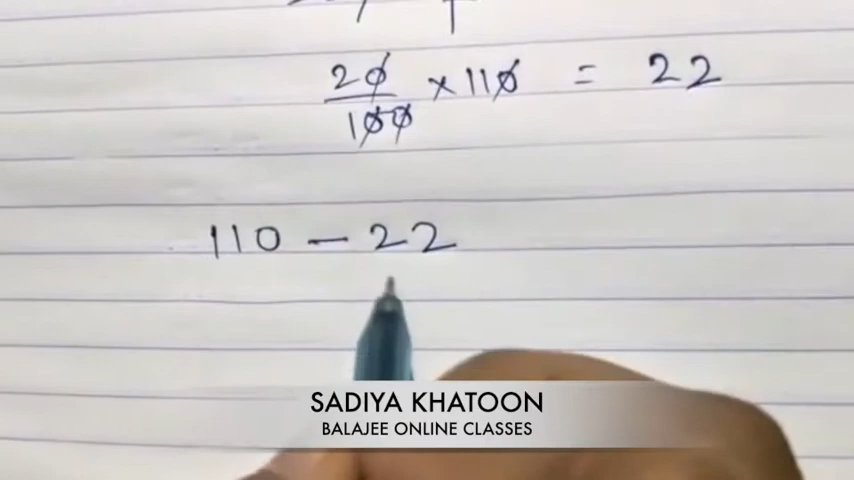 20/100 × 110 = 22
110 – 22
SADIYA KHATOON
BALAJEE ONLINE CLASSES